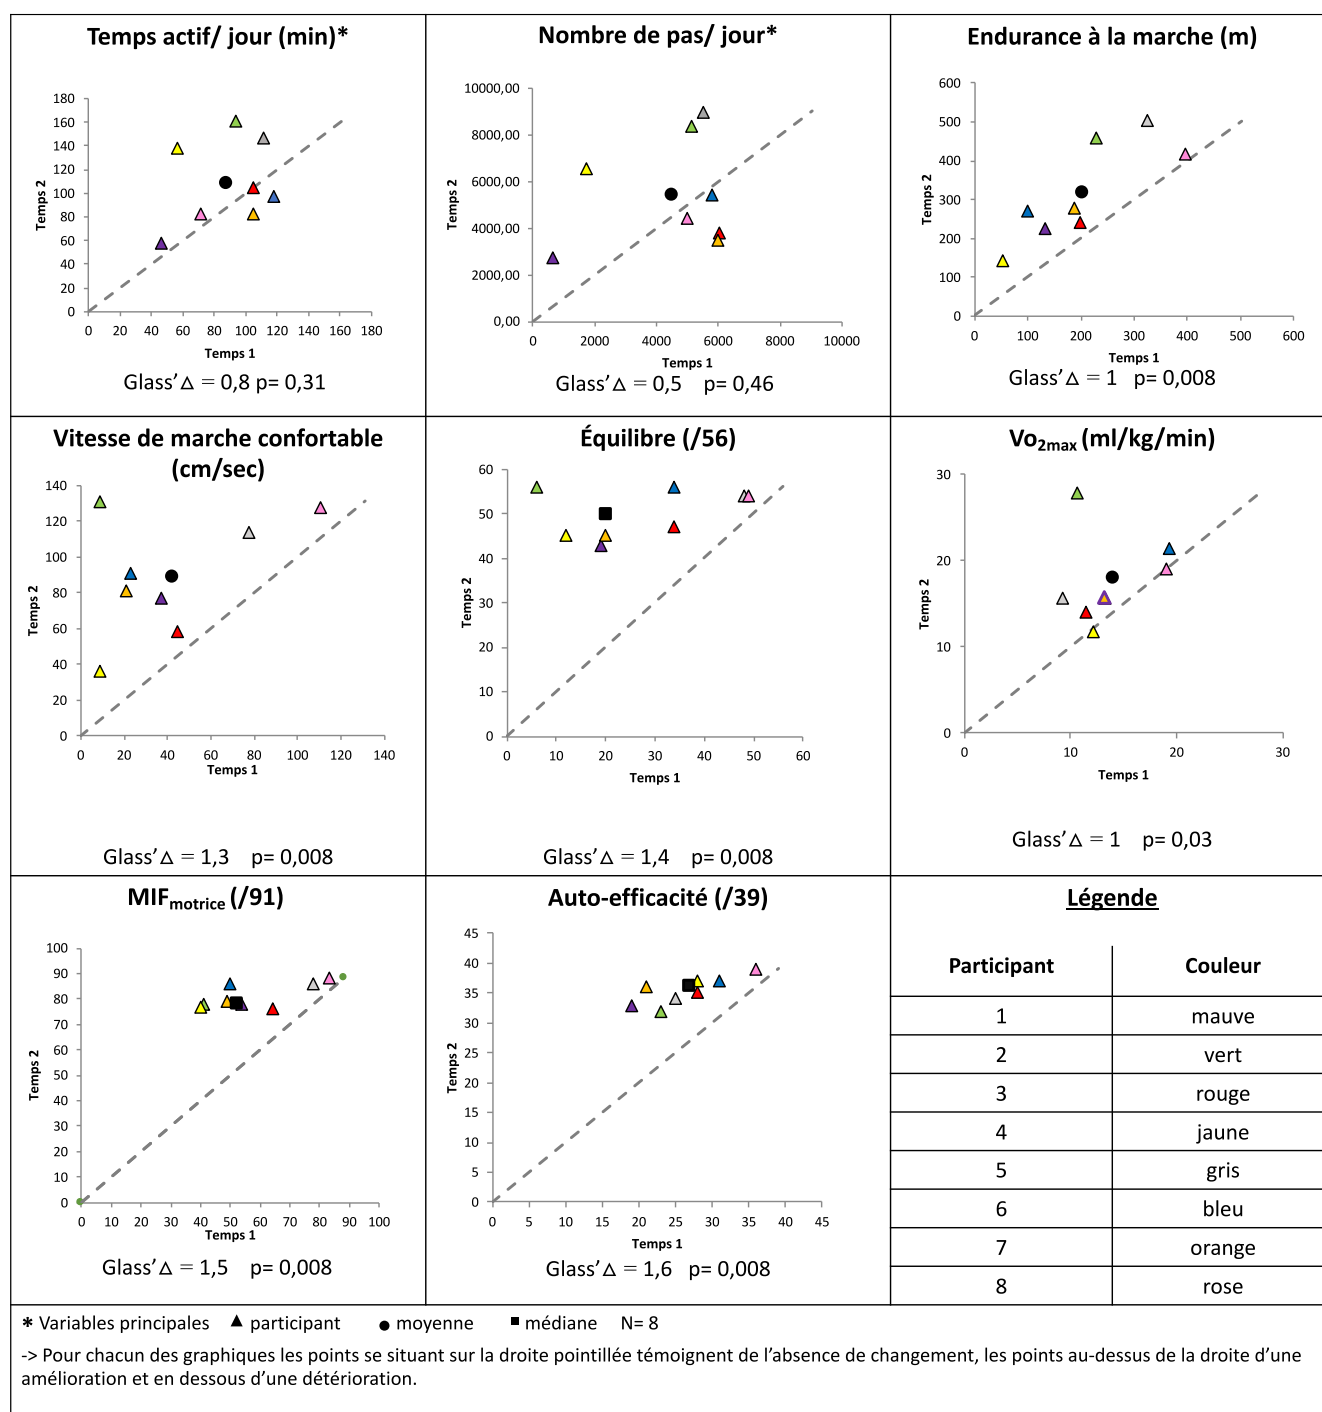 Temps actif/ jour (min)*
180
160
140
120
100
80
60
40
20
0
Temps 2
0 20 40 60 80 100 120 140 160 180
Temps 1
Glass’ △ = 0,8 p= 0,31
Nombre de pas/ jour*
10000,00
8000,00
6000,00
4000,00
2000,00
0,00
Temps 2
0 2000 4000 6000 8000 10000
Temps 1
Glass’ △ = 0,5 p= 0,46
Endurance à la marche (m)
600
500
400
300
200
100
0
Temps 2
0 100 200 300 400 500 600
Temps 1
Glass’ △ = 1 p= 0,008
Vitesse de marche confortable
(cm/sec)
140
120
100
80
60
40
20
0
Temps 2
0 20 40 60 80 100 120 140
Temps 1
Glass’ △ = 1,3 p= 0,008
Équilibre (/56)
60
50
40
30
20
10
0
Temps 2
0 10 20 30 40 50 60
Temps 1
Glass’ △ = 1,4 p= 0,008
Vo2max (ml/kg/min)
30
20
10
0
Temps 2
0 10 20 30
Temps 1
Glass’ △ = 1 p= 0,03
MIFmotrice (/91)
100
90
80
70
60
50
40
30
20
10
0
Temps 2
0 10 20 30 40 50 60 70 80 90 100
Temps 1
Glass’ △ = 1,5 p= 0,008
Auto-efficacité (/39)
45
40
35
30
25
20
15
10
5
0
Temps 2
0 5 10 15 20 25 30 35 40 45
Temps 1
Glass’ △ = 1,6 p= 0,008
Légende
Participant Couleur
1 mauve
2 vert
3 rouge
4 jaune
5 gris
6 bleu
7 orange
8 rose
* Variables principales ▲ participant ● moyenne ■ médiane N= 8
-> Pour chacun des graphiques les points se situant sur la droite pointillée témoignent de l’absence de changement, les points au-dessus de la droite d’une
amélioration et en dessous d’une détérioration.